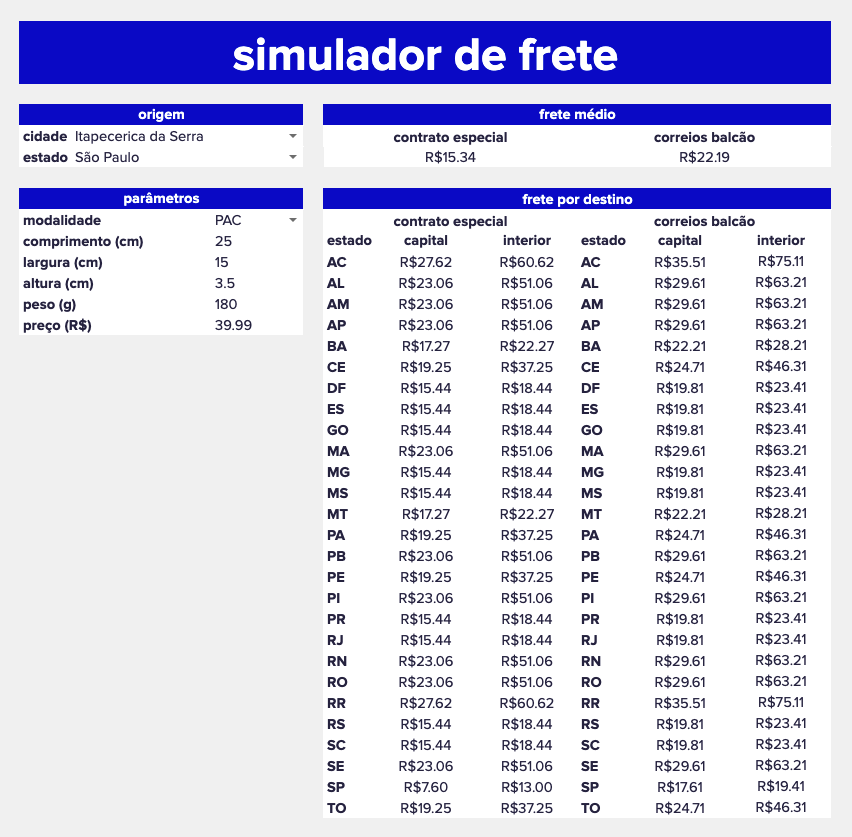 simulador de frete
origem
cidade Itapecerica da Serra
estado São Paulo
frete médio
contrato especial correios balcão
R$15.34 R$22.19
parâmetros
modalidade PAC
comprimento (cm) 25
largura (cm) 15
altura (cm) 3.5
peso (g) 180
preço (R$) 39.99
frete por destino
contrato especial correios balcão
estado capital interior estado capital interior
AC R$27.62 R$60.62 AC R$35.51 R$75.11
AL R$23.06 R$51.06 AL R$29.61 R$63.21
AM R$23.06 R$51.06 AM R$29.61 R$63.21
AP R$23.06 R$51.06 AP R$29.61 R$63.21
BA R$17.27 R$22.27 BA R$22.21 R$28.21
CE R$19.25 R$37.25 CE R$24.71 R$46.31
DF R$15.44 R$18.44 DF R$19.81 R$23.41
ES R$15.44 R$18.44 ES R$19.81 R$23.41
GO R$15.44 R$18.44 GO R$19.81 R$23.41
MA R$23.06 R$51.06 MA R$29.61 R$63.21
MG R$15.44 R$18.44 MG R$19.81 R$23.41
MS R$15.44 R$18.44 MS R$19.81 R$23.41
MT R$17.27 R$22.27 MT R$22.21 R$28.21
PA R$19.25 R$37.25 PA R$24.71 R$46.31
PB R$23.06 R$51.06 PB R$29.61 R$63.21
PE R$19.25 R$37.25 PE R$24.71 R$46.31
PI R$23.06 R$51.06 PI R$29.61 R$63.21
PR R$15.44 R$18.44 PR R$19.81 R$23.41
RJ R$15.44 R$18.44 RJ R$19.81 R$23.41
RN R$23.06 R$51.06 RN R$29.61 R$63.21
RO R$23.06 R$51.06 RO R$29.61 R$63.21
RR R$27.62 R$60.62 RR R$35.51 R$75.11
RS R$15.44 R$18.44 RS R$19.81 R$23.41
SC R$15.44 R$18.44 SC R$19.81 R$23.41
SE R$23.06 R$51.06 SE R$29.61 R$63.21
SP R$7.60 R$13.00 SP R$17.61 R$19.41
TO R$19.25 R$37.25 TO R$24.71 R$46.31